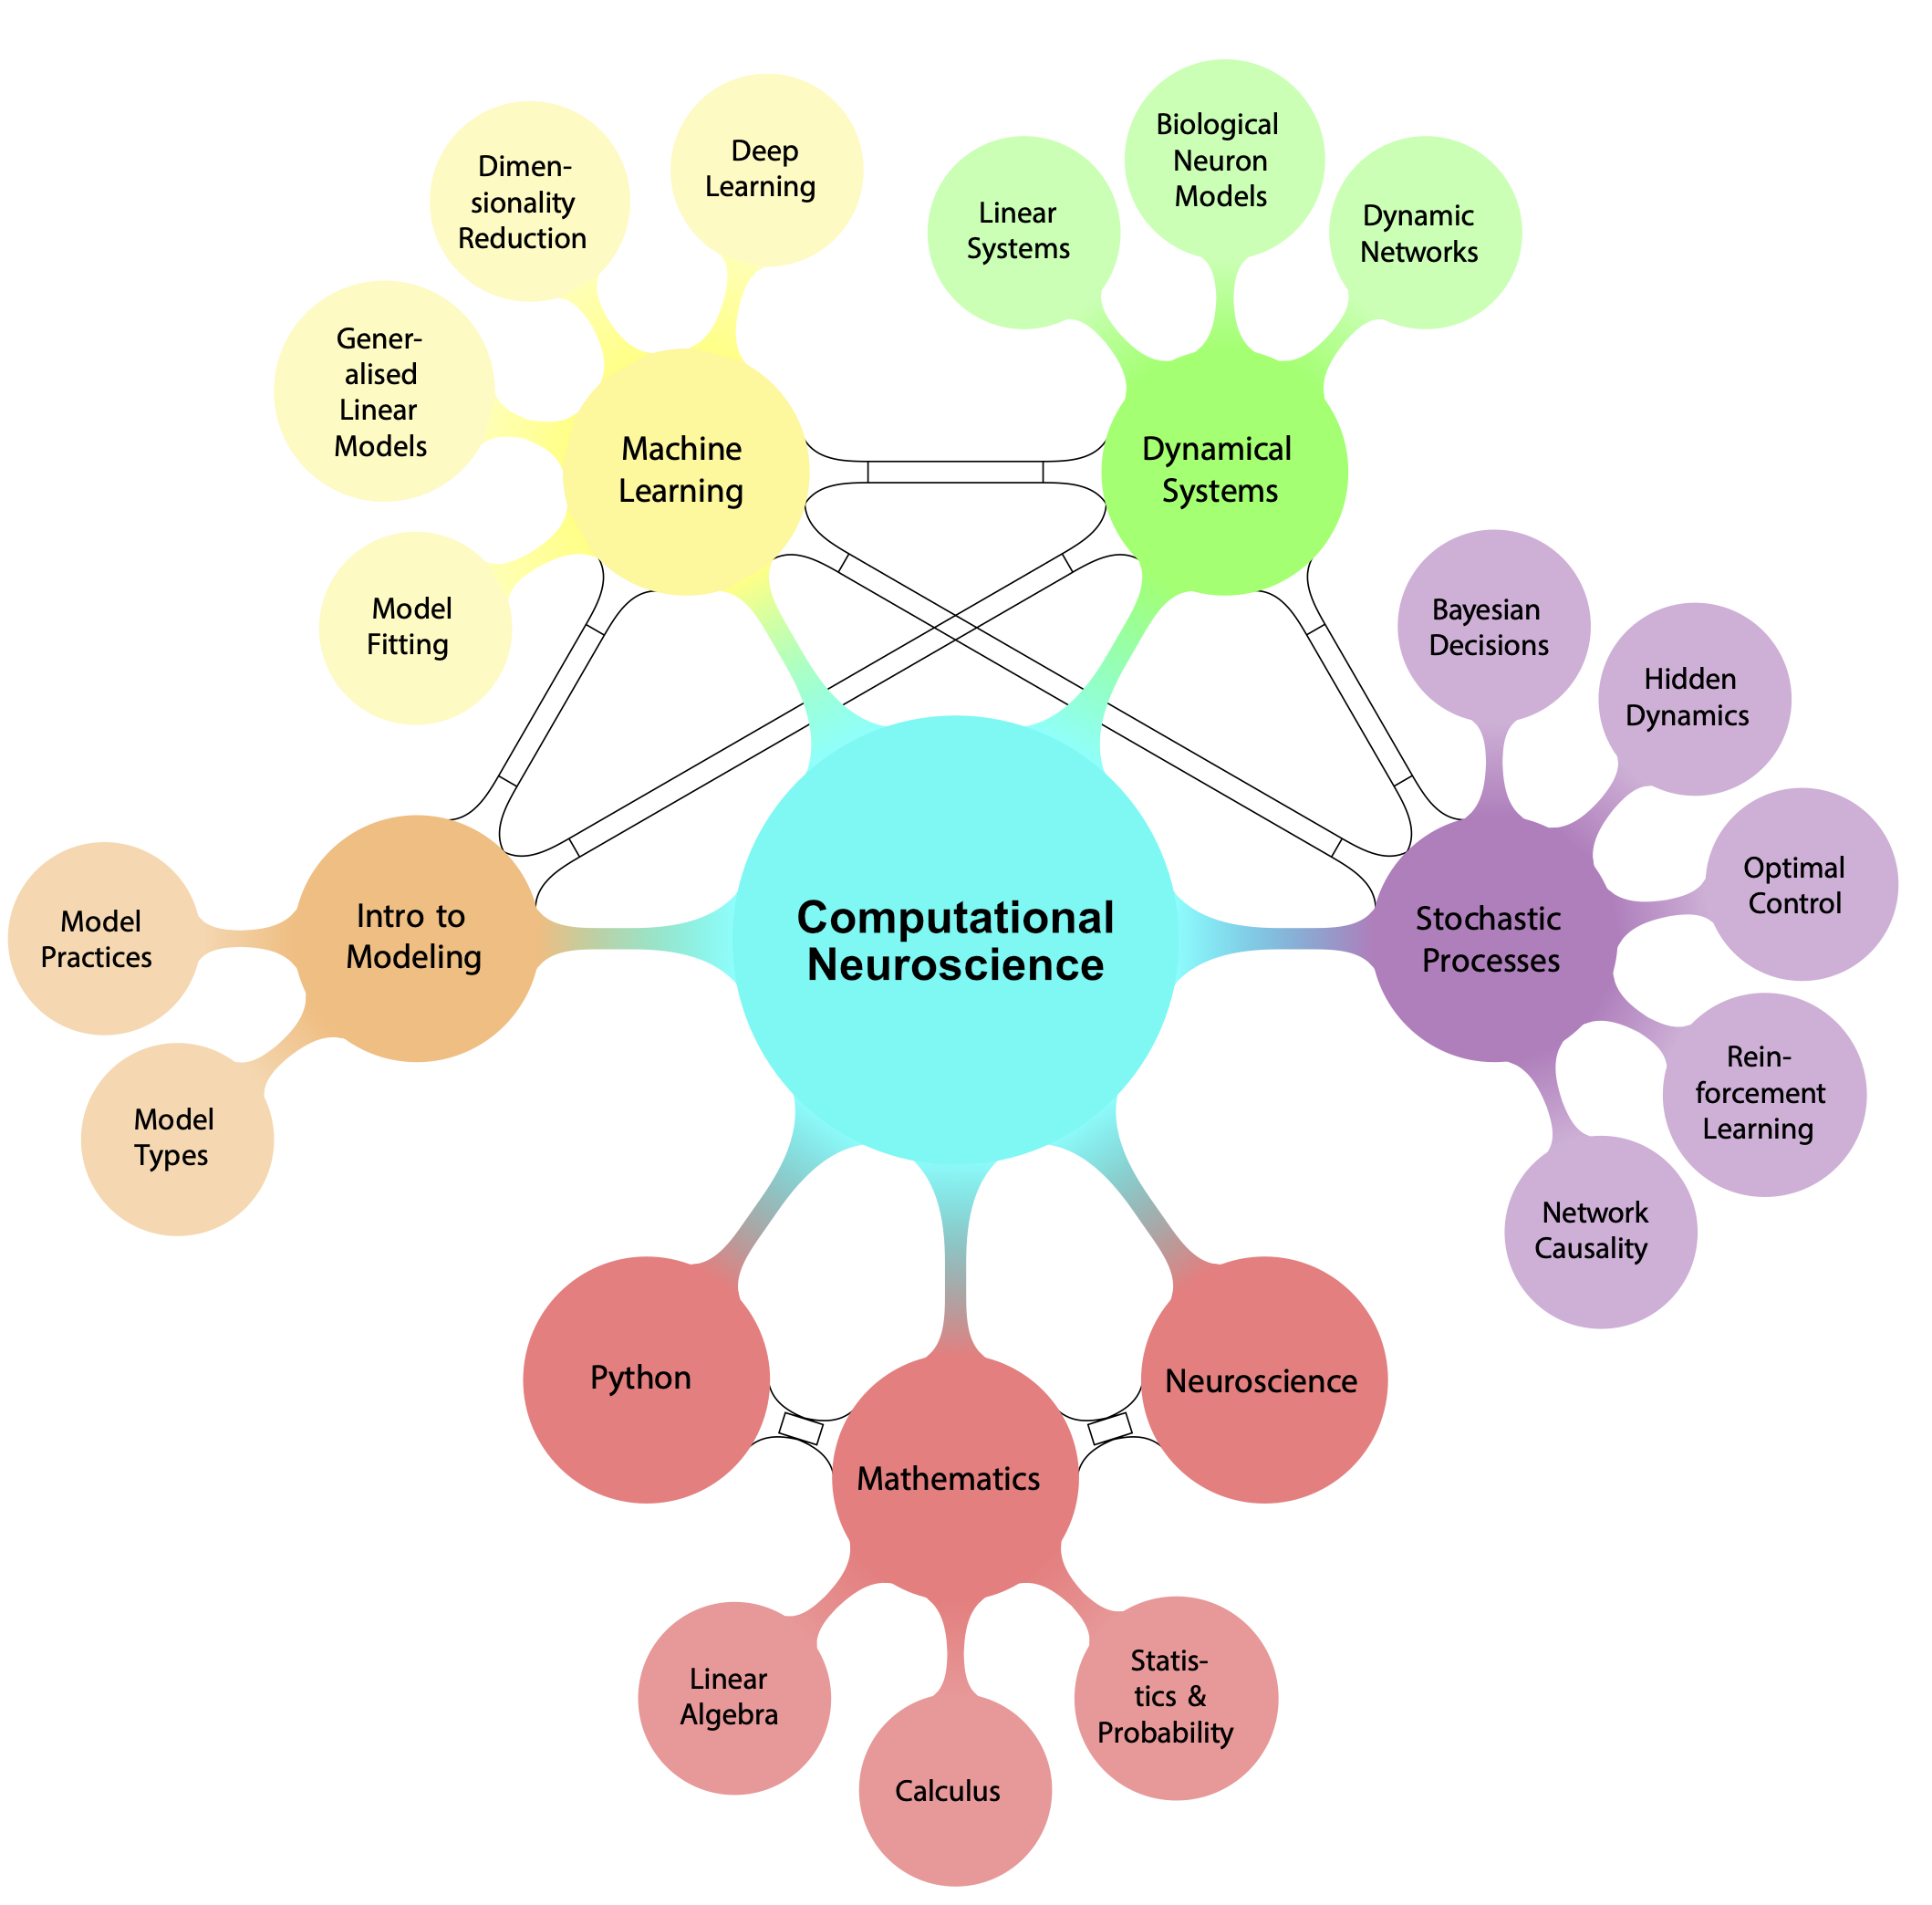 Deep
Learning
Dimen-
sionality
Reduction
Gener-
alised
Linear
Models
Model
Fitting
Machine
Learning
Biological
Neuron
Models
Linear
Systems
Dynamic
Networks
Dynamical
Systems
Bayesian
Decisions
Hidden
Dynamics
Optimal
Control
Rein-
forcement
Learning
Network
Causality
Stochastic
Processes
Computational
Neuroscience
Intro to
Modeling
Model
Practices
Model
Types
Python
Mathematics
Neuroscience
Linear
Algebra
Calculus
Statis-
tics &
Probability